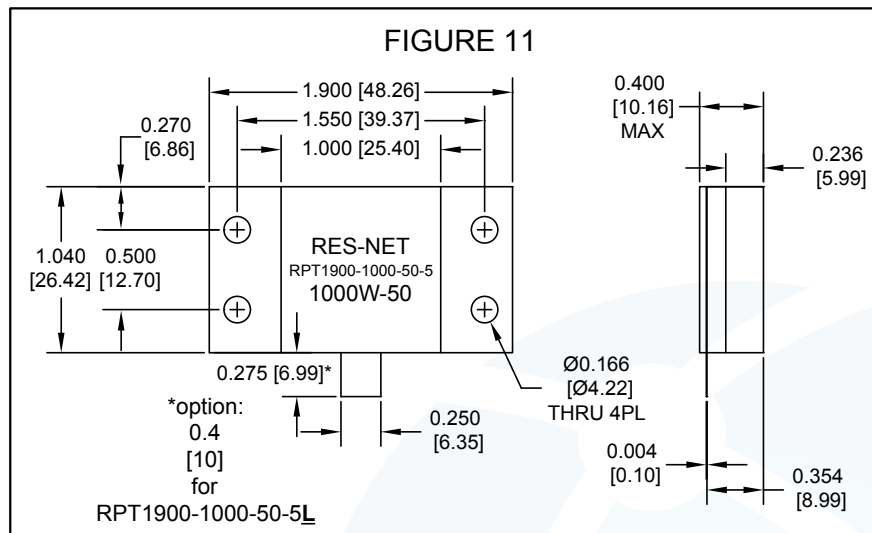 FIGURE 11
1.900 [48.26]
1.550 [39.37]
1.000 [25.40]
0.270
[6.86]
1.040
[26.42]
0.500
[12.70]
RES-NET
RPT1900-1000-50-5
1000W-50
0.275 [6.99]*
*option:
0.4
[10]
for
RPT1900-1000-50-5L
0.250
[6.35]
Ø0.166
[Ø4.22]
THRU 4PL
0.400
[10.16]
MAX
0.236
[5.99]
0.004
[0.10]
0.354
[8.99]